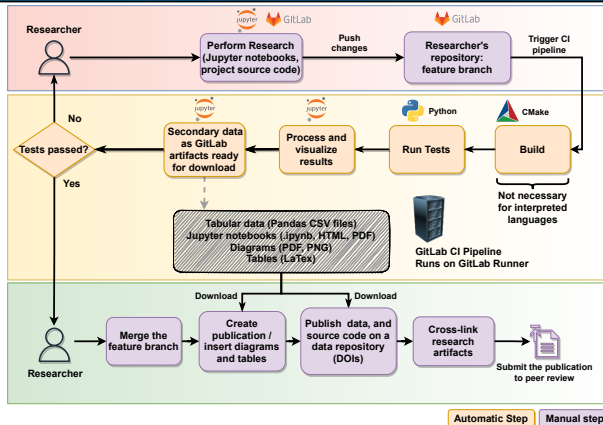 Researcher
jupyter
GitLab
GitLab
Perform Research
(Jupyter notebooks,
project source code)
Push
changes
Researcher's
repository:
feature branch
Trigger CI
pipeline
No
Tests passed?
Yes
jupyter
Secondary data
as GitLab
artifacts ready
for download
jupyter
Process and
visualize
results
Python
Run Tests
CMake
Build
Not necessary
for interpreted
languages
Tabular data (Pandas CSV files)
Jupyter notebooks (.ipynb, HTML, PDF)
Diagrams (PDF, PNG)
Tables (LaTex)
GitLab CI Pipeline
Runs on GitLab Runner
Download
Download
Researcher
Merge the
feature branch
Create
publication /
insert diagrams
and tables
Publish data, and
source code on a
data repository
(DOIs)
Cross-link
research
artifacts
Submit the publication
to peer review
Automatic Step
Manual step